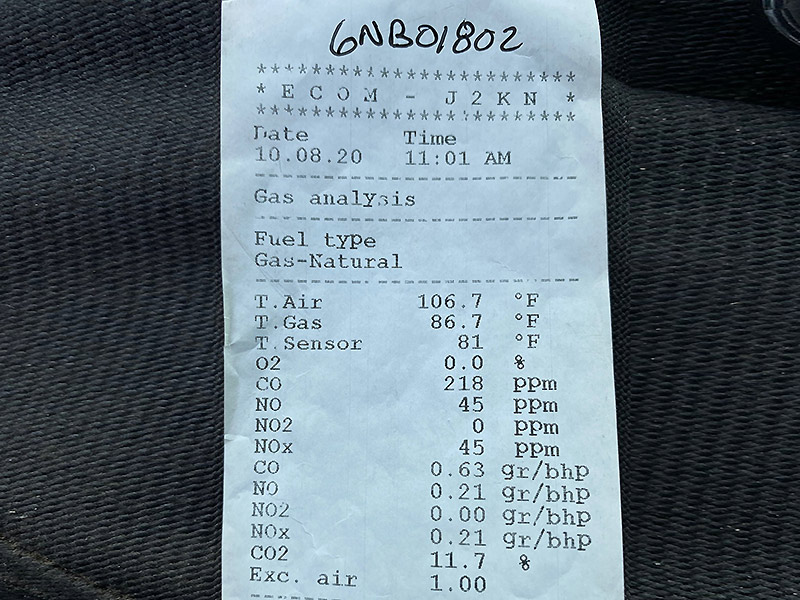 6NB01802
************************
* E C O M - J 2 K N *
************************
Date Time
10.08.20 11:01 AM
Gas analysis
Fuel type
Gas-Natural
T.Air 106.7 °F
T.Gas 86.7 °F
T.Sensor 81 °F
O2 0.0 %
CO 218 ppm
NO 45 ppm
NO2 0 ppm
NOx 45 ppm
CO 0.63 gr/bhp
NO 0.21 gr/bhp
NO2 0.00 gr/bhp
NOx 0.21 gr/bhp
CO2 11.7 %
Exc. air 1.00